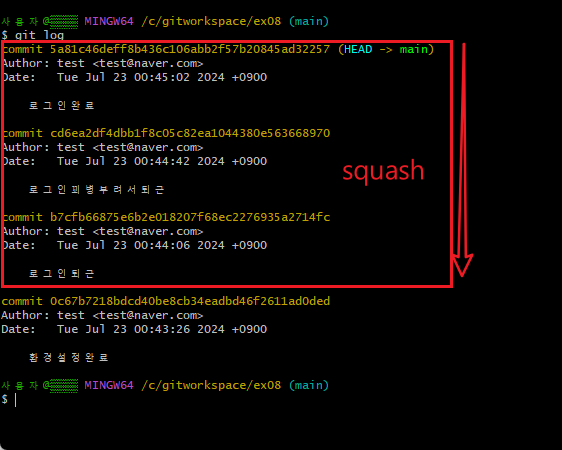 사용자@▒▒▒▒ MINGW64 /c/gitworkspace/ex08 (main)
$ git log
commit 5a81c46deff8b436c106abb2f57b20845ad32257 (HEAD -> main)
Author: test <test@naver.com>
Date:   Tue Jul 23 00:45:02 2024 +0900
로그인완료
commit cd6ea2df4dbb1f8c05c82ea1044380e563668970
Author: test <test@naver.com>
Date:   Tue Jul 23 00:44:42 2024 +0900
로그인꾀병부려서퇴근
squash
commit b7cfb66875e6b2e018207f68ec2276935a2714fc
Author: test <test@naver.com>
Date:   Tue Jul 23 00:44:06 2024 +0900
로그인퇴근
commit 0c67b7218bdcd40be8cb34eadbd46f2611ad0ded
Author: test <test@naver.com>
Date:   Tue Jul 23 00:43:26 2024 +0900
환경설정완료
사용자@▒▒▒▒ MINGW64 /c/gitworkspace/ex08 (main)
$